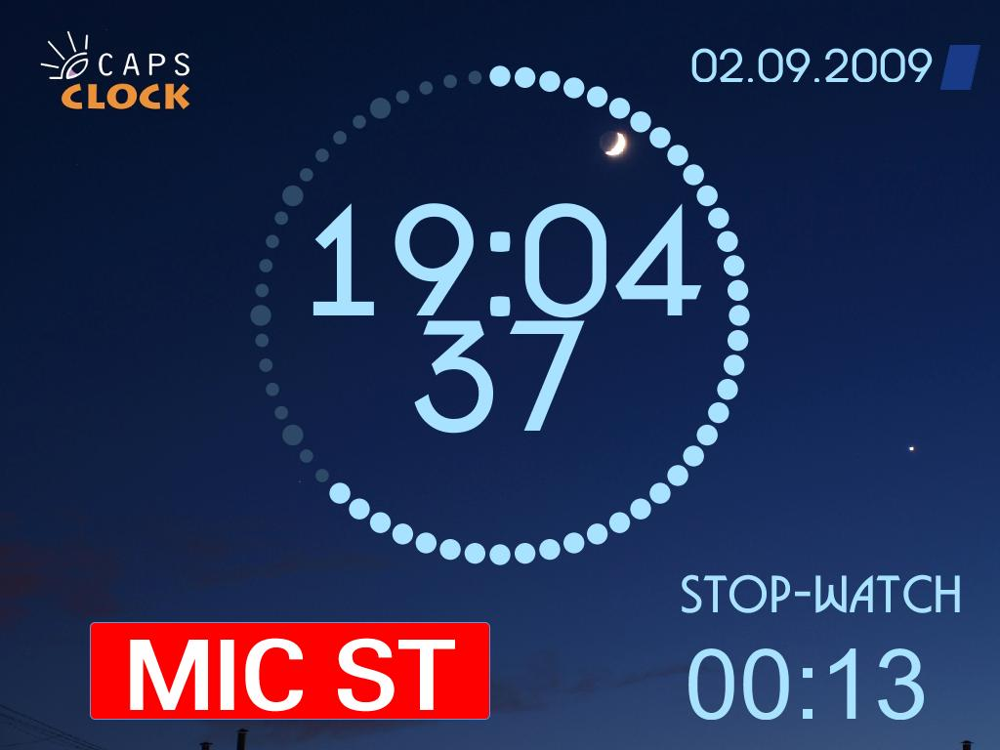 CAPS
CLOCK
02.09.2009
19:04
37
STOP-WATCH
MIC ST
00:13